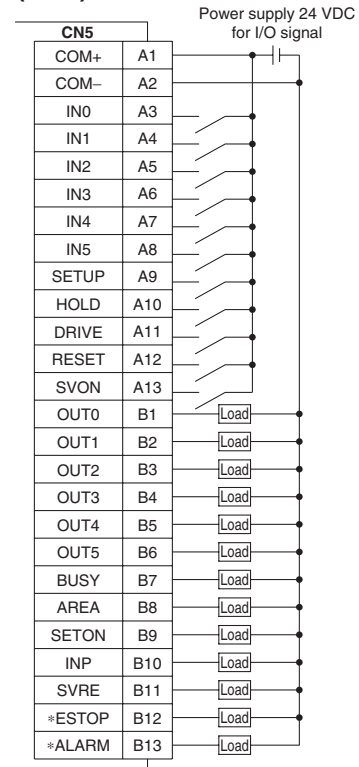 Power supply 24 VDC
for I/O signal
CN5
COM+ A1
COM− A2
IN0 A3
IN1 A4
IN2 A5
IN3 A6
IN4 A7
IN5 A8
SETUP A9
HOLD A10
DRIVE A11
RESET A12
SVON A13
OUT0 B1 Load
OUT1 B2 Load
OUT2 B3 Load
OUT3 B4 Load
OUT4 B5 Load
OUT5 B6 Load
BUSY B7 Load
AREA B8 Load
SETON B9 Load
INP B10 Load
SVRE B11 Load
∗ESTOP B12 Load
∗ALARM B13 Load